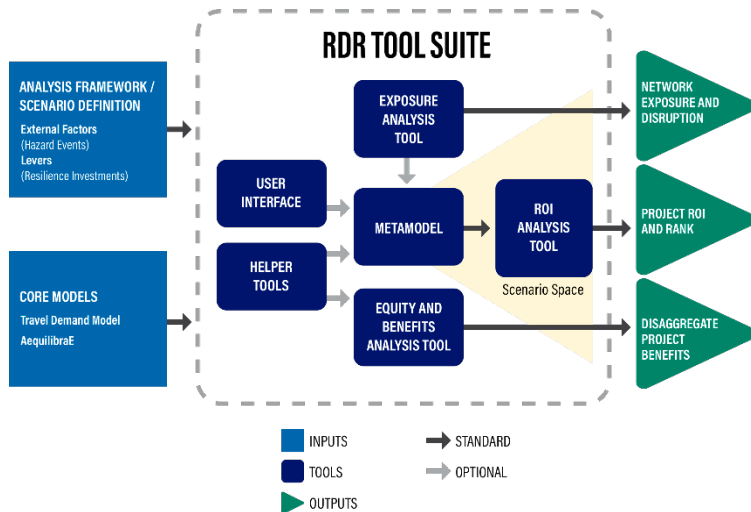 RDR TOOL SUITE
ANALYSIS FRAMEWORK /
SCENARIO DEFINITION
External Factors
(Hazard Events)
Levers
(Resilience Investments)
CORE MODELS
Travel Demand Model
AequilibraE
EXPOSURE
ANALYSIS
TOOL
USER
INTERFACE
METAMODEL
HELPER
TOOLS
ROI
ANALYSIS
TOOL
Scenario Space
EQUITY AND
BENEFITS
ANALYSIS TOOL
NETWORK
EXPOSURE AND
DISRUPTION
PROJECT ROI
AND RANK
DISAGGREGATE
PROJECT
BENEFITS
INPUTS
TOOLS
OUTPUTS
STANDARD
OPTIONAL